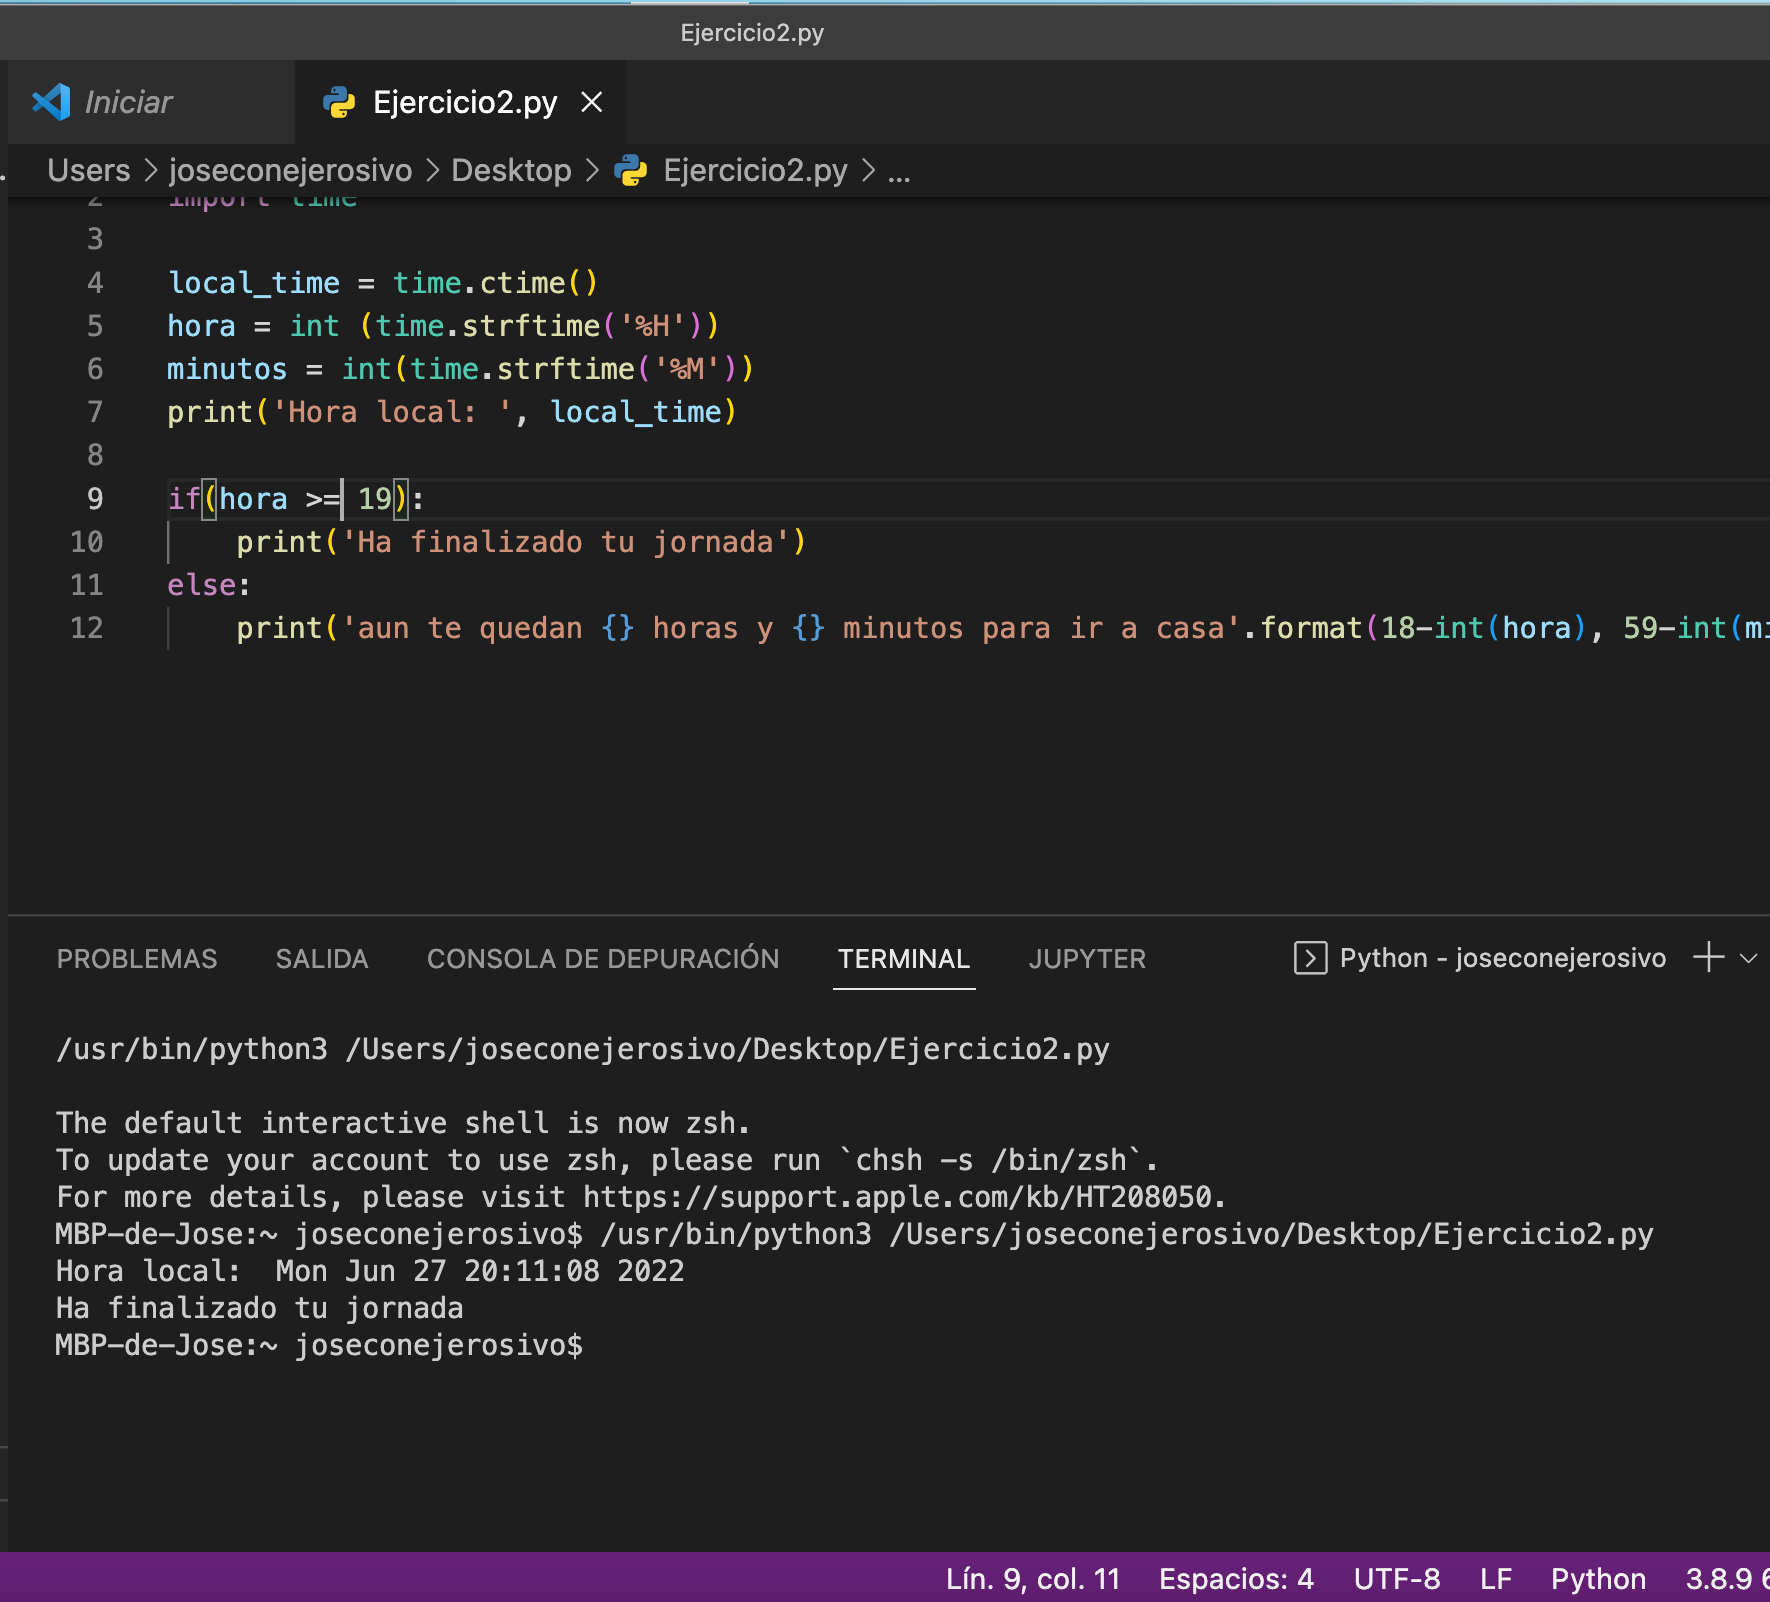 Ejercicio2.py
Iniciar
Ejercicio2.py
Users > joseconejerosivo > Desktop > Ejercicio2.py > ...
2 import time
3
4 local_time = time.ctime()
5 hora = int (time.strftime('%H'))
6 minutos = int(time.strftime('%M'))
7 print('Hora local: ', local_time)
8
9 if(hora >= 19):
10 print('Ha finalizado tu jornada')
11 else:
12 print('aun te quedan {} horas y {} minutos para ir a casa'.format(18-int(hora), 59-int(mi
PROBLEMAS SALIDA CONSOLA DE DEPURACIÓN TERMINAL JUPYTER Python - joseconejerosivo
/usr/bin/python3 /Users/joseconejerosivo/Desktop/Ejercicio2.py
The default interactive shell is now zsh.
To update your account to use zsh, please run `chsh -s /bin/zsh`.
For more details, please visit https://support.apple.com/kb/HT208050.
MBP-de-Jose:~ joseconejerosivo$ /usr/bin/python3 /Users/joseconejerosivo/Desktop/Ejercicio2.py
Hora local:  Mon Jun 27 20:11:08 2022
Ha finalizado tu jornada
MBP-de-Jose:~ joseconejerosivo$
Lín. 9, col. 11 Espacios: 4 UTF-8 LF Python 3.8.9 6